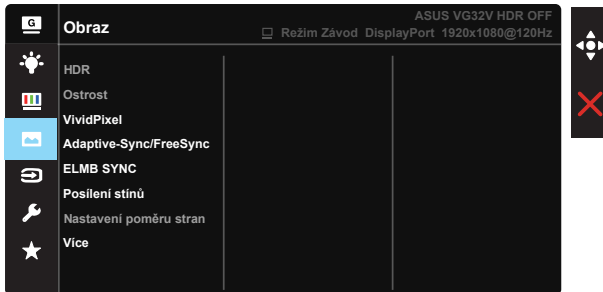 G
Obraz
ASUS VG32V HDR OFF
Režim Závod DisplayPort 1920x1080@120Hz
HDR
Ostrost
VividPixel
Adaptive-Sync/FreeSync
ELMB SYNC
Posílení stínů
Nastavení poměru stran
Více